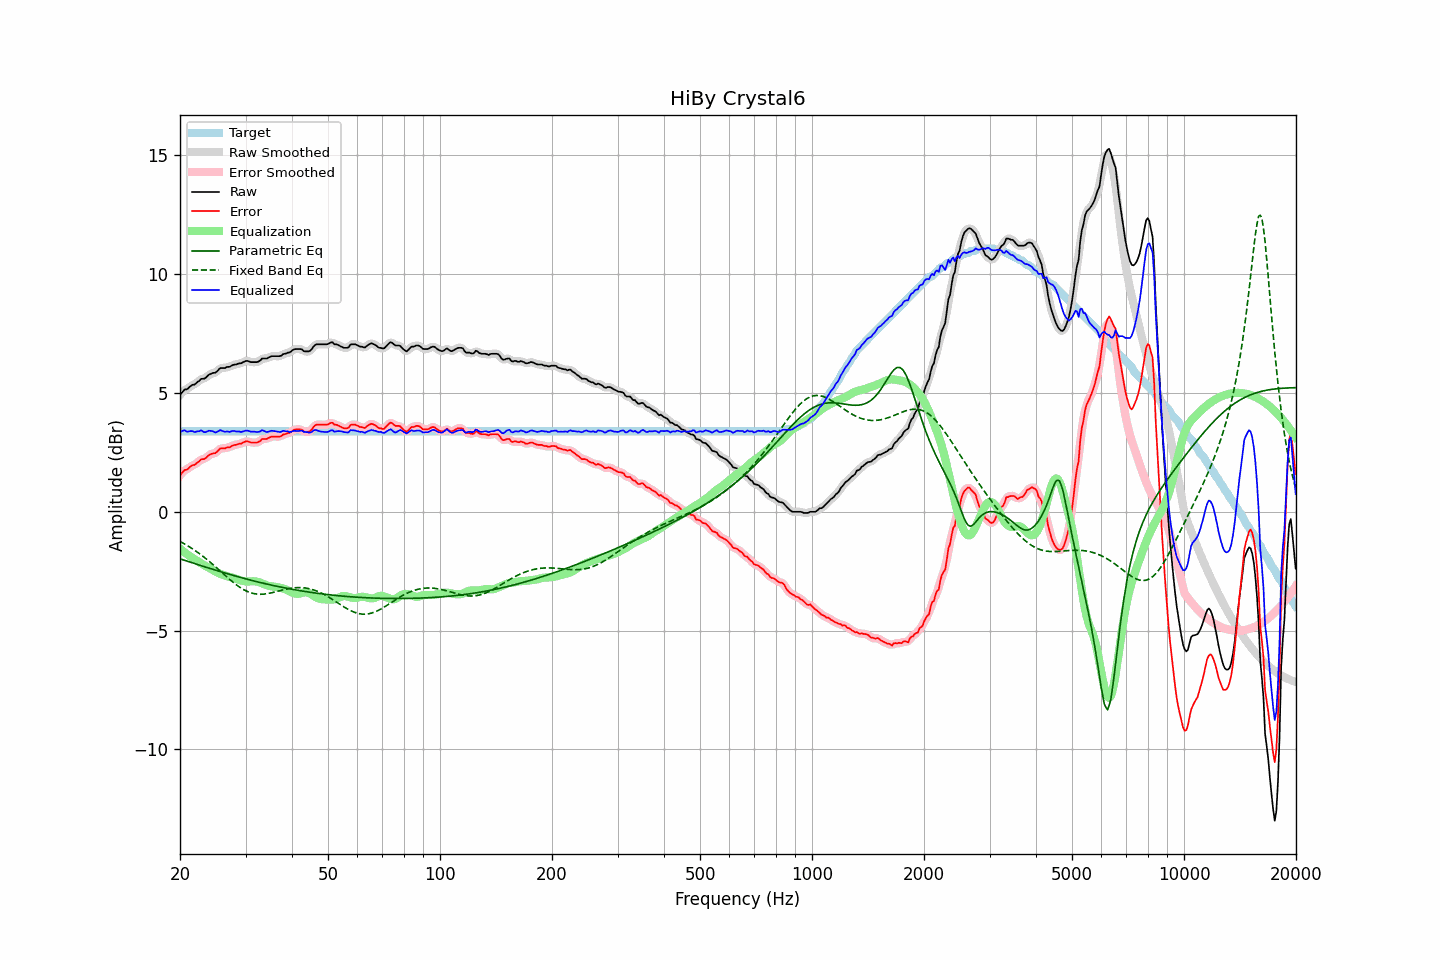 HiBy Crystal6
Target
Raw Smoothed
Error Smoothed
Raw
Error
Equalization
Parametric Eq
Fixed Band Eq
Equalized
Amplitude (dBr)
15
10
5
0
−5
−10
20 50 100 200 500 1000 2000 5000 10000 20000
Frequency (Hz)